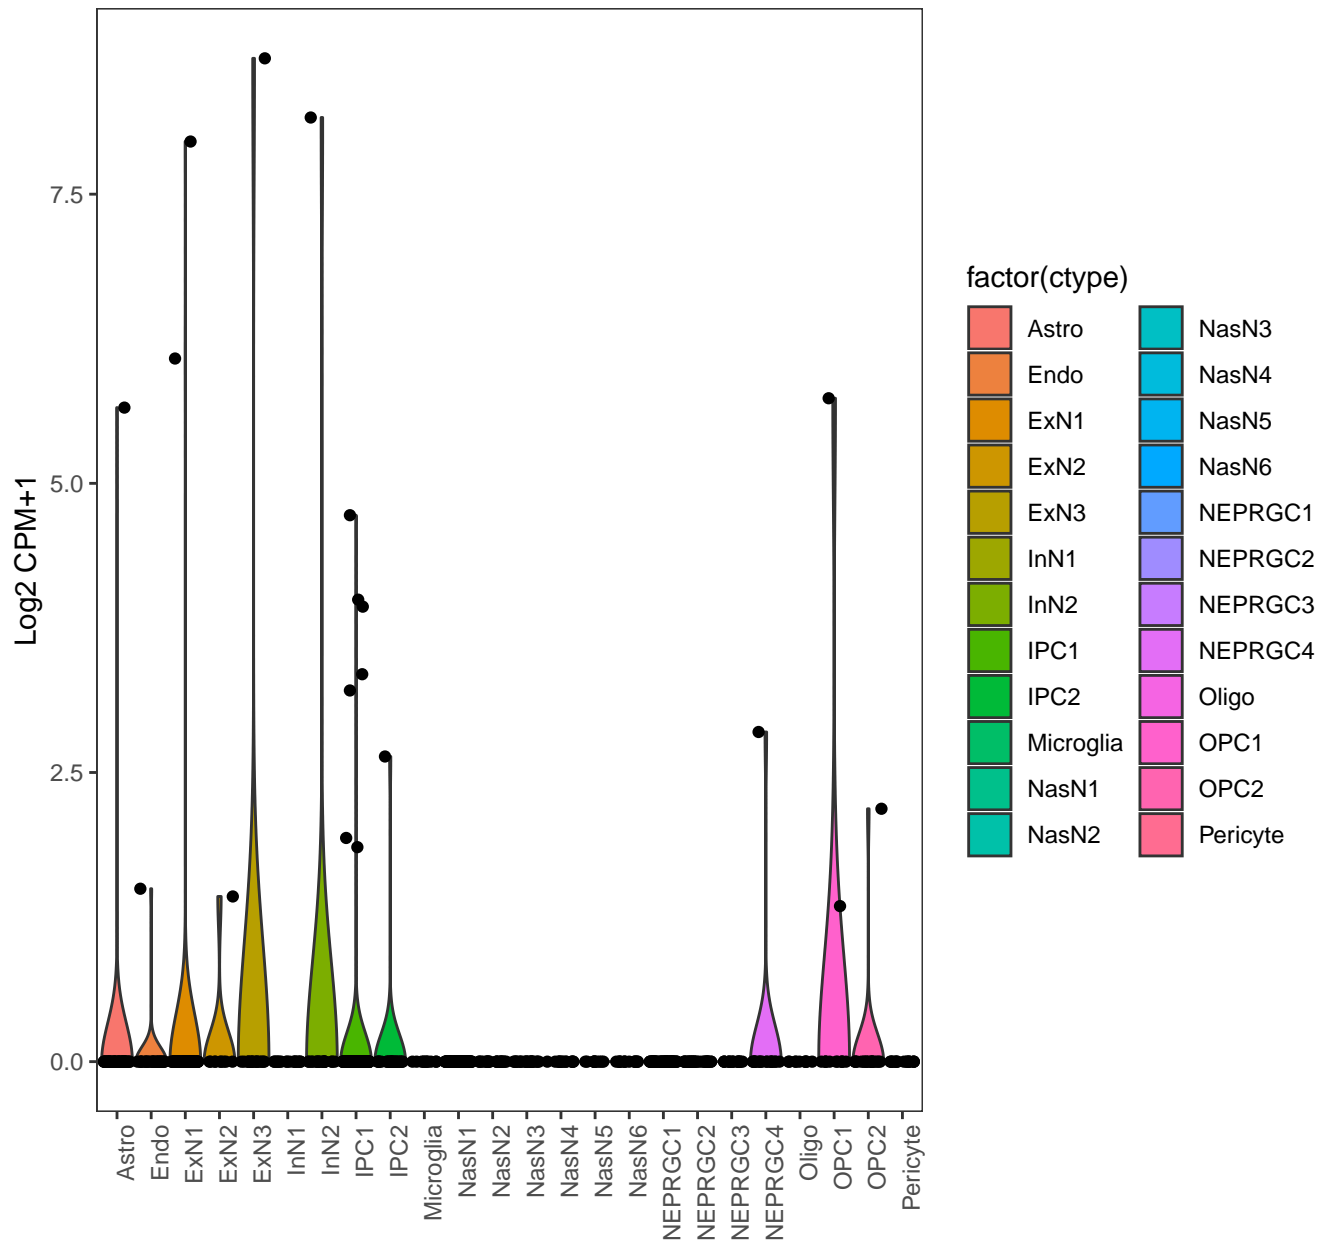 Log2 CPM+1
7.5
5.0
2.5
0.0
Astro
Endo
ExN1
ExN2
ExN3
InN1
InN2
IPC1
IPC2
Microglia
NasN1
NasN2
NasN3
NasN4
NasN5
NasN6
NEPRGC1
NEPRGC2
NEPRGC3
NEPRGC4
Oligo
OPC1
OPC2
Pericyte
factor(ctype)
Astro
Endo
ExN1
ExN2
ExN3
InN1
InN2
IPC1
IPC2
Microglia
NasN1
NasN2
NasN3
NasN4
NasN5
NasN6
NEPRGC1
NEPRGC2
NEPRGC3
NEPRGC4
Oligo
OPC1
OPC2
Pericyte